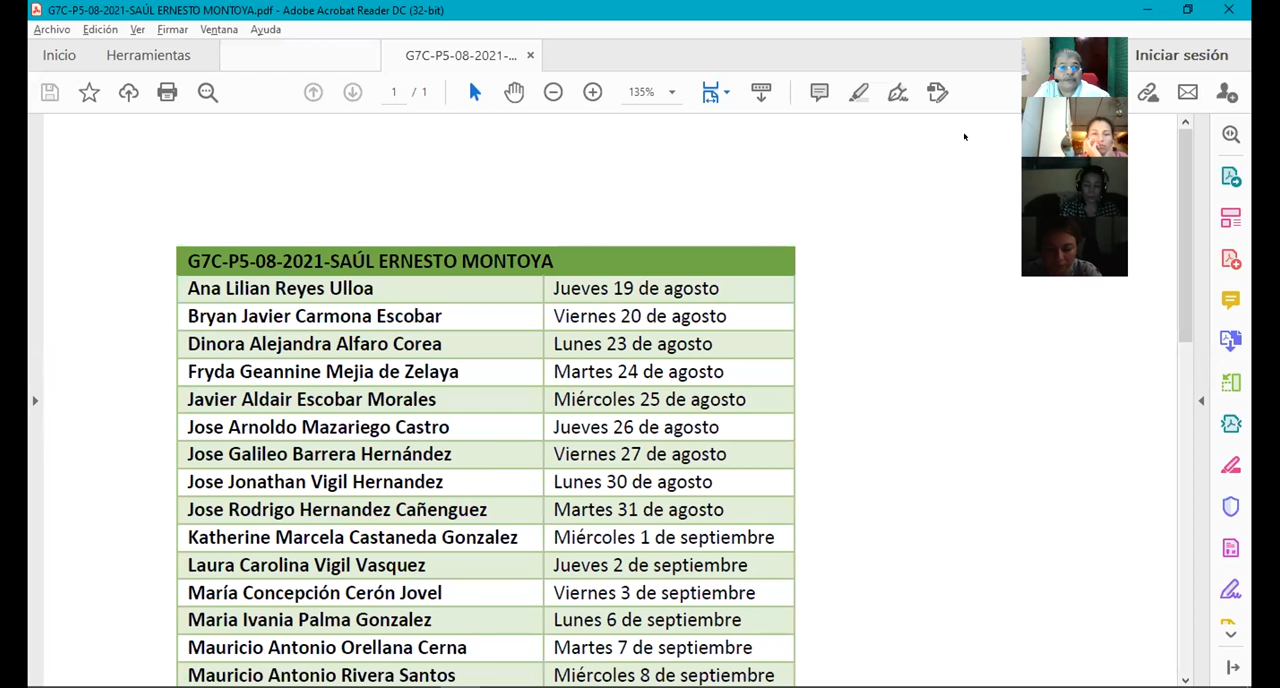 G7C-P5-08-2021-SAÚL ERNESTO MONTOYA.pdf - Adobe Acrobat Reader DC (32-bit)
Archivo Edición Ver Firmar Ventana Ayuda
Inicio Herramientas G7C-P5-08-2021-... × Iniciar sesión
1 / 1 135%
G7C-P5-08-2021-SAÚL ERNESTO MONTOYA
Ana Lilian Reyes Ulloa Jueves 19 de agosto
Bryan Javier Carmona Escobar Viernes 20 de agosto
Dinora Alejandra Alfaro Corea Lunes 23 de agosto
Fryda Geannine Mejia de Zelaya Martes 24 de agosto
Javier Aldair Escobar Morales Miércoles 25 de agosto
Jose Arnoldo Mazariego Castro Jueves 26 de agosto
Jose Galileo Barrera Hernández Viernes 27 de agosto
Jose Jonathan Vigil Hernandez Lunes 30 de agosto
Jose Rodrigo Hernandez Cañenguez Martes 31 de agosto
Katherine Marcela Castaneda Gonzalez Miércoles 1 de septiembre
Laura Carolina Vigil Vasquez Jueves 2 de septiembre
María Concepción Cerón Jovel Viernes 3 de septiembre
Maria Ivania Palma Gonzalez Lunes 6 de septiembre
Mauricio Antonio Orellana Cerna Martes 7 de septiembre
Mauricio Antonio Rivera Santos Miércoles 8 de septiembre